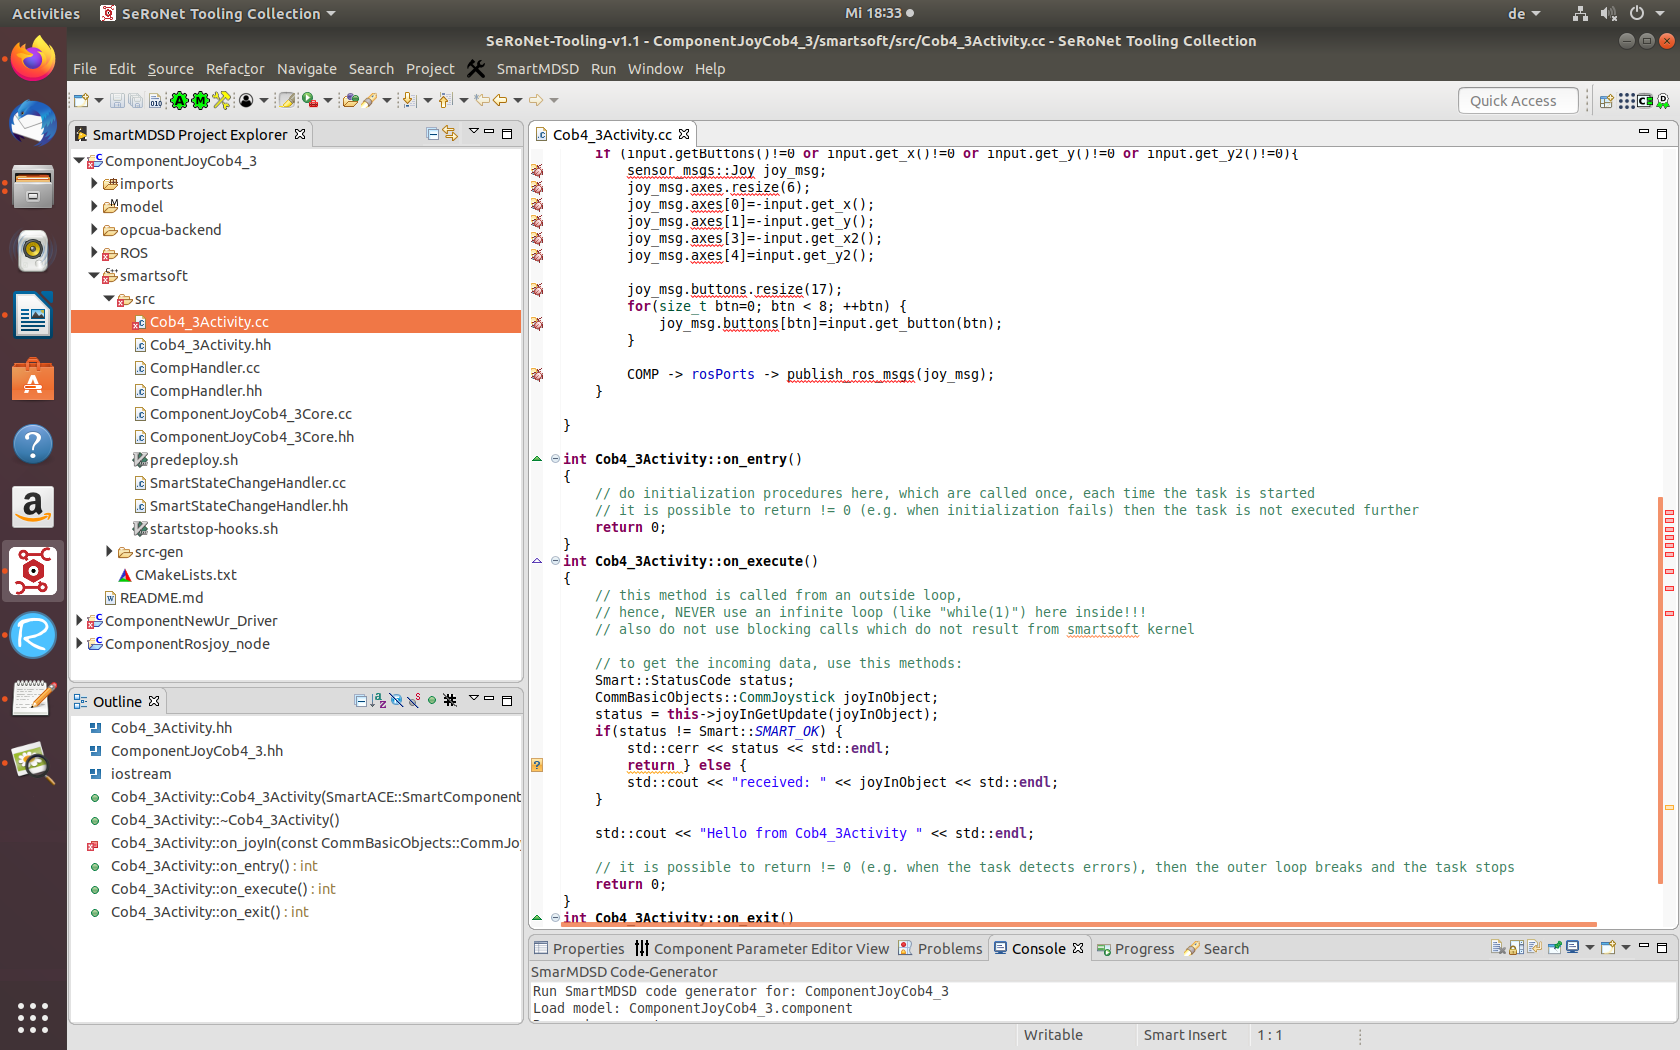 Activities
SeRoNet Tooling Collection
Mi 18:33
de
SeRoNet-Tooling-v1.1 - ComponentJoyCob4_3/smartsoft/src/Cob4_3Activity.cc - SeRoNet Tooling Collection
File Edit Source Refactor Navigate Search Project SmartMDSD Run Window Help
Quick Access
SmartMDSD Project Explorer
ComponentJoyCob4_3
imports
model
opcua-backend
ROS
smartsoft
src
Cob4_3Activity.cc
Cob4_3Activity.hh
CompHandler.cc
CompHandler.hh
ComponentJoyCob4_3Core.cc
ComponentJoyCob4_3Core.hh
predeploy.sh
SmartStateChangeHandler.cc
SmartStateChangeHandler.hh
startstop-hooks.sh
src-gen
CMakeLists.txt
README.md
ComponentNewUr_Driver
ComponentRosjoy_node
Outline
Cob4_3Activity.hh
ComponentJoyCob4_3.hh
iostream
Cob4_3Activity::Cob4_3Activity(SmartACE::SmartComponent
Cob4_3Activity::~Cob4_3Activity()
Cob4_3Activity::on_joyIn(const CommBasicObjects::CommJoy
Cob4_3Activity::on_entry() : int
Cob4_3Activity::on_execute() : int
Cob4_3Activity::on_exit() : int
Cob4_3Activity.cc
if (input.getButtons()!=0 or input.get_x()!=0 or input.get_y()!=0 or input.get_y2()!=0){
sensor_msgs::Joy joy_msg;
joy_msg.axes.resize(6);
joy_msg.axes[0]=-input.get_x();
joy_msg.axes[1]=-input.get_y();
joy_msg.axes[3]=-input.get_x2();
joy_msg.axes[4]=input.get_y2();
joy_msg.buttons.resize(17);
for(size_t btn=0; btn < 8; ++btn) {
joy_msg.buttons[btn]=input.get_button(btn);
}
COMP -> rosPorts -> publish_ros_msgs(joy_msg);
}
}
int Cob4_3Activity::on_entry()
{
// do initialization procedures here, which are called once, each time the task is started
// it is possible to return != 0 (e.g. when initialization fails) then the task is not executed further
return 0;
}
int Cob4_3Activity::on_execute()
{
// this method is called from an outside loop,
// hence, NEVER use an infinite loop (like "while(1)") here inside!!!
// also do not use blocking calls which do not result from smartsoft kernel
// to get the incoming data, use this methods:
Smart::StatusCode status;
CommBasicObjects::CommJoystick joyInObject;
status = this->joyInGetUpdate(joyInObject);
if(status != Smart::SMART_OK) {
std::cerr << status << std::endl;
return } else {
std::cout << "received: " << joyInObject << std::endl;
}
std::cout << "Hello from Cob4_3Activity " << std::endl;
// it is possible to return != 0 (e.g. when the task detects errors), then the outer loop breaks and the task stops
return 0;
}
int Cob4_3Activity::on_exit()
Properties Component Parameter Editor View Problems Console Progress Search
SmarMDSD Code-Generator
Run SmartMDSD code generator for: ComponentJoyCob4_3
Load model: ComponentJoyCob4_3.component
Writable
Smart Insert
1 : 1